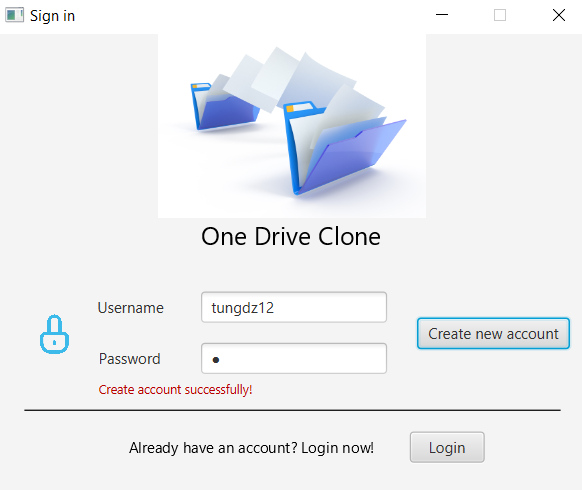 Sign in
One Drive Clone
Username
tungdz12
Create new account
Password
●
Create account successfully!
Already have an account? Login now!
Login